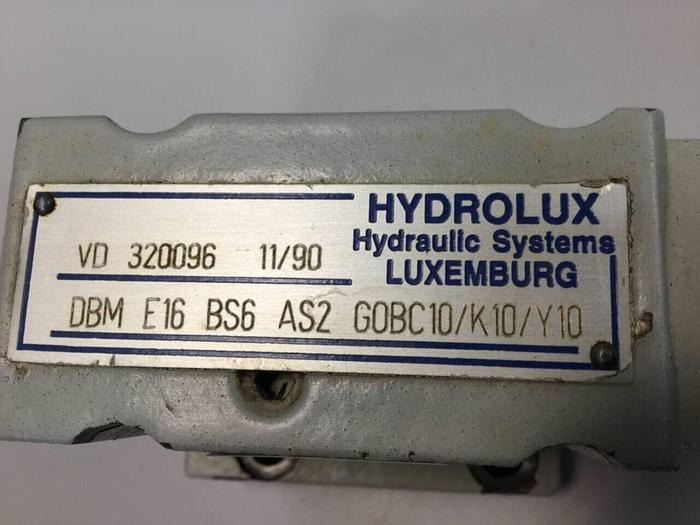 HYDROLUX
Hydraulic Systems
LUXEMBURG
VD 320096 11/90
DBM E16 BS6 AS2 GOBC10/K10/Y10